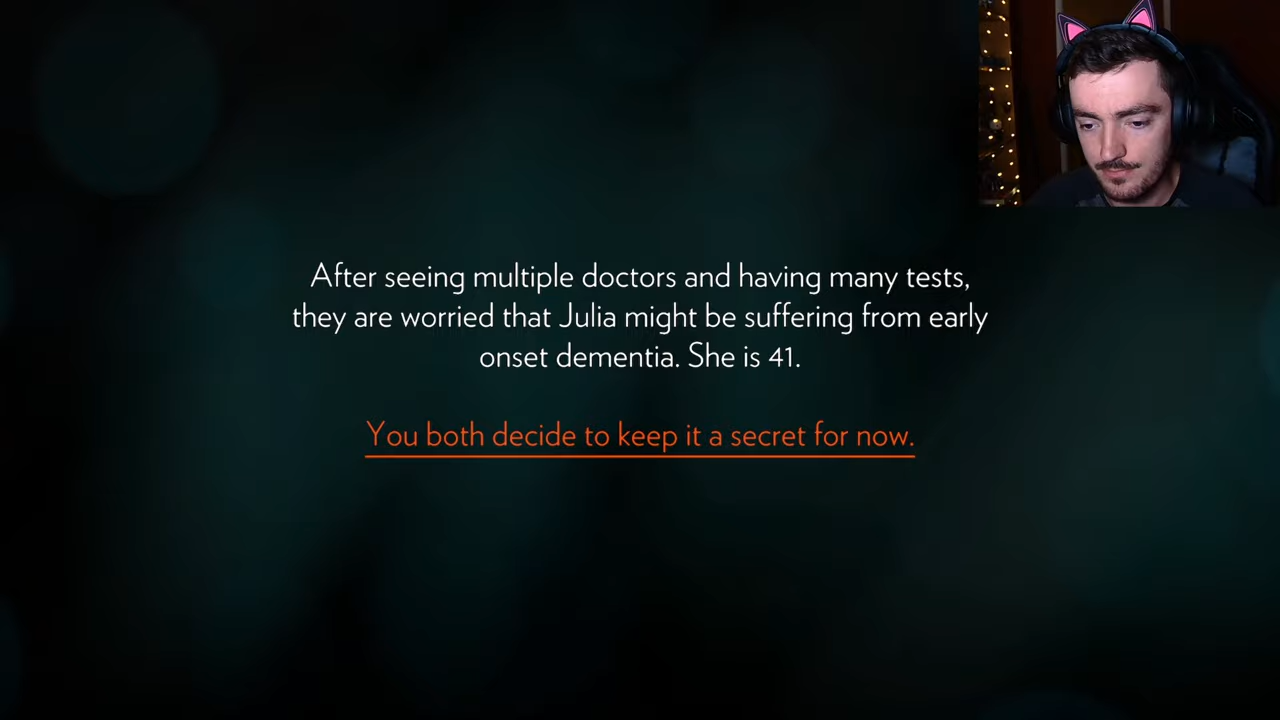 After seeing multiple doctors and having many tests,
they are worried that Julia might be suffering from early
onset dementia. She is 41.
You both decide to keep it a secret for now.